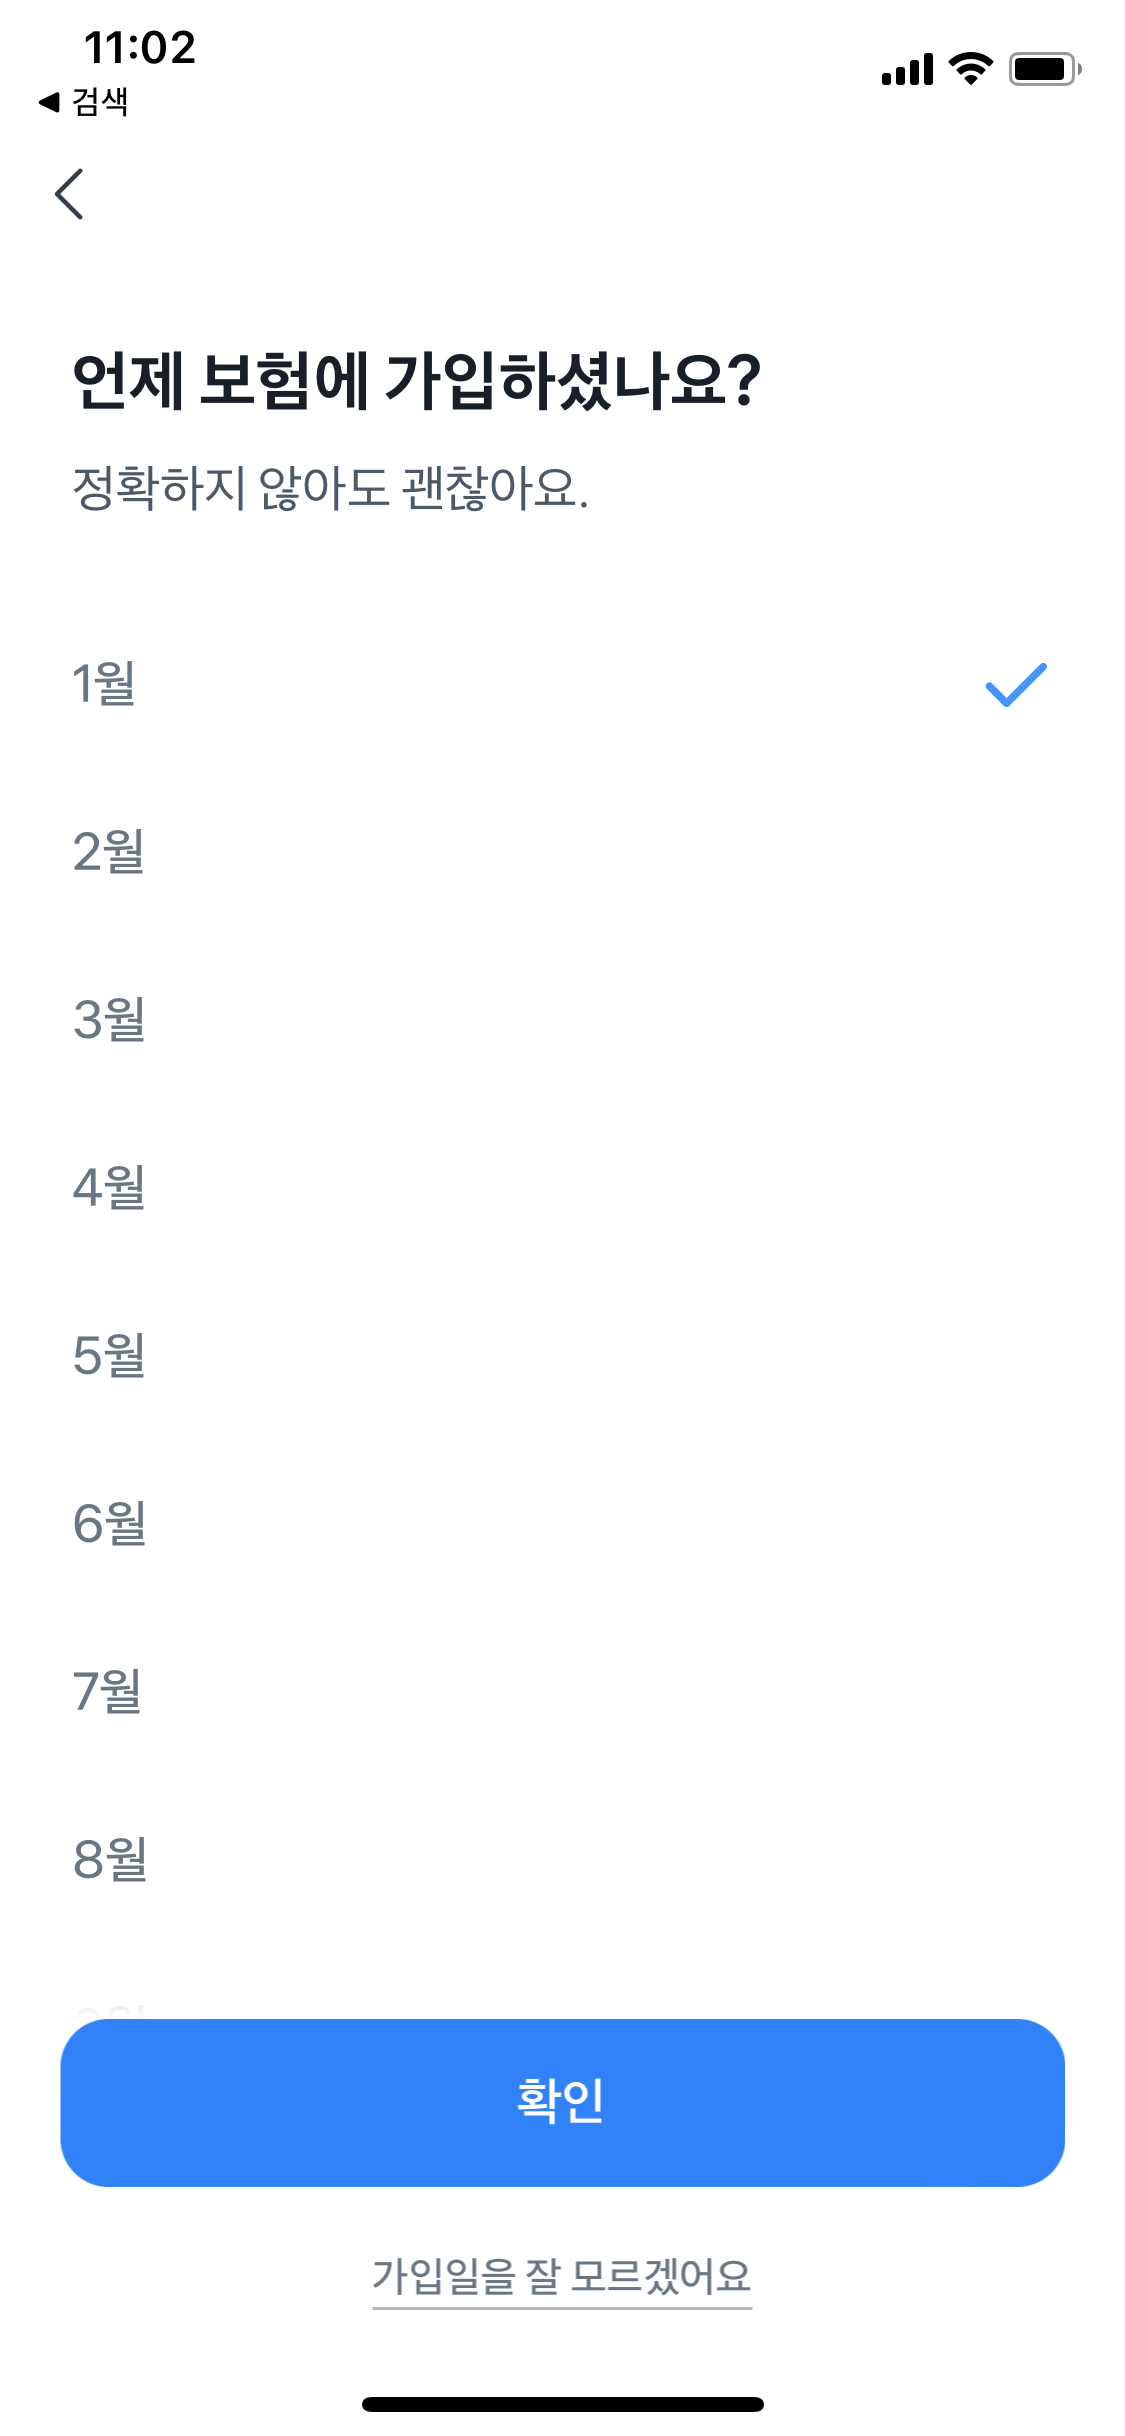 11:02
◀ 검색
언제 보험에 가입하셨나요?
정확하지 않아도 괜찮아요.
1월
2월
3월
4월
5월
6월
7월
8월
확인
가입일을 잘 모르겠어요